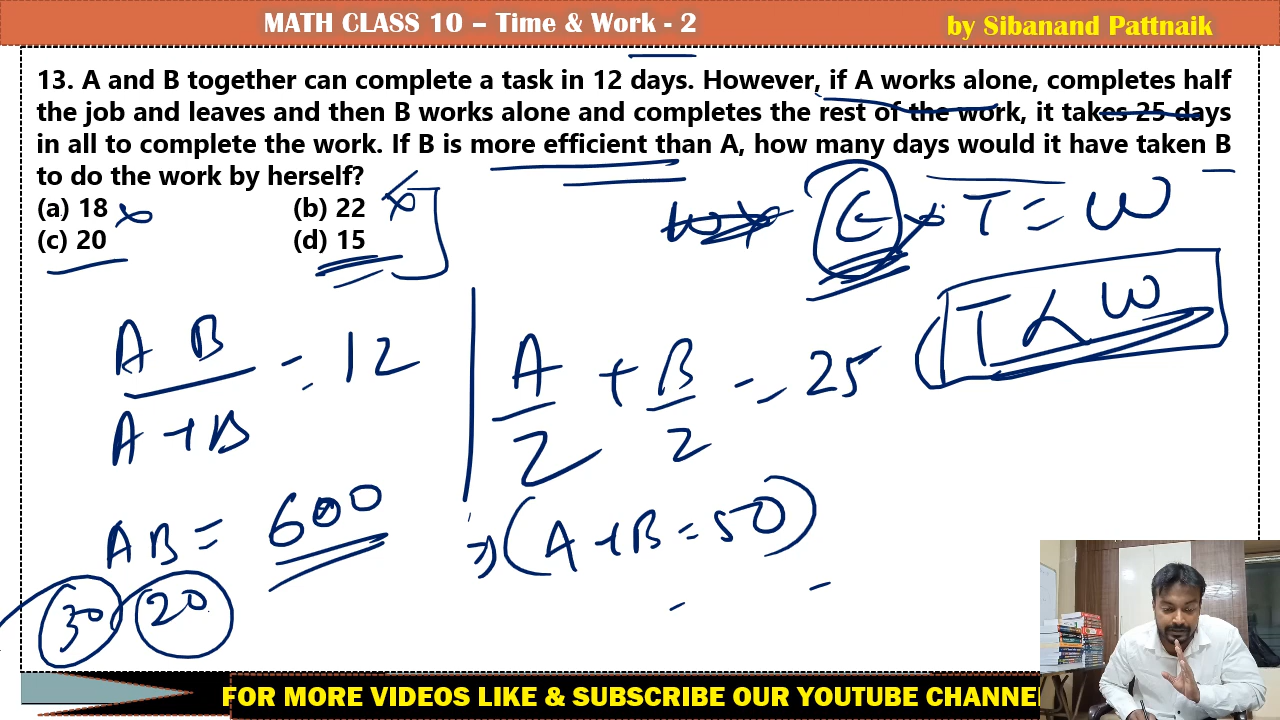 MATH CLASS 10 – Time & Work - 2
by Sibanand Pattnaik
13. A and B together can complete a task in 12 days. However, if A works alone, completes half
the job and leaves and then B works alone and completes the rest of the work, it takes 25 days
in all to complete the work. If B is more efficient than A, how many days would it have taken B
to do the work by herself?
(a) 18 (b) 22
(c) 20 (d) 15
E × T = W
T < W
A B / A + B = 12
A/2 + B/2 = 25
AB = 600
⇒ (A + B = 50)
30 20
FOR MORE VIDEOS LIKE & SUBSCRIBE OUR YOUTUBE CHANNE